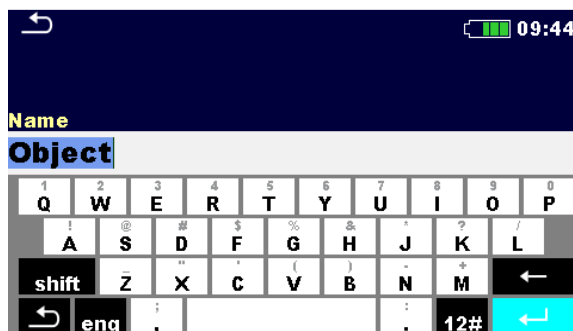 09:44
Name
Object
1 2 3 4 5 6 7 8 9 0
Q W E R T Y U I O P
! @ # $ % & * ? /
A S D F G H J K L
_ " ' ( ) - +
shift Z X C V B N M
; :
eng , . 12#